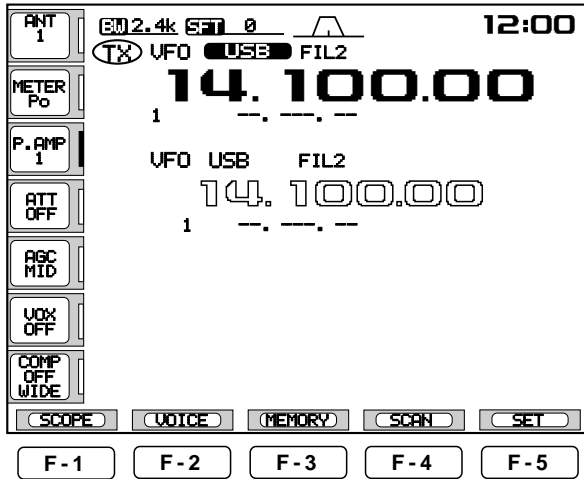 ANT
1
BW 2.4k SFT 0
12:00
TX VFO USB FIL2
METER
Po
14. 100.00
1 --. ---. --
P.AMP
1
VFO USB FIL2
ATT
OFF
14. 100.00
1 --. ---. --
AGC
MID
VOX
OFF
COMP
OFF
WIDE
SCOPE VOICE MEMORY SCAN SET
F-1 F-2 F-3 F-4 F-5